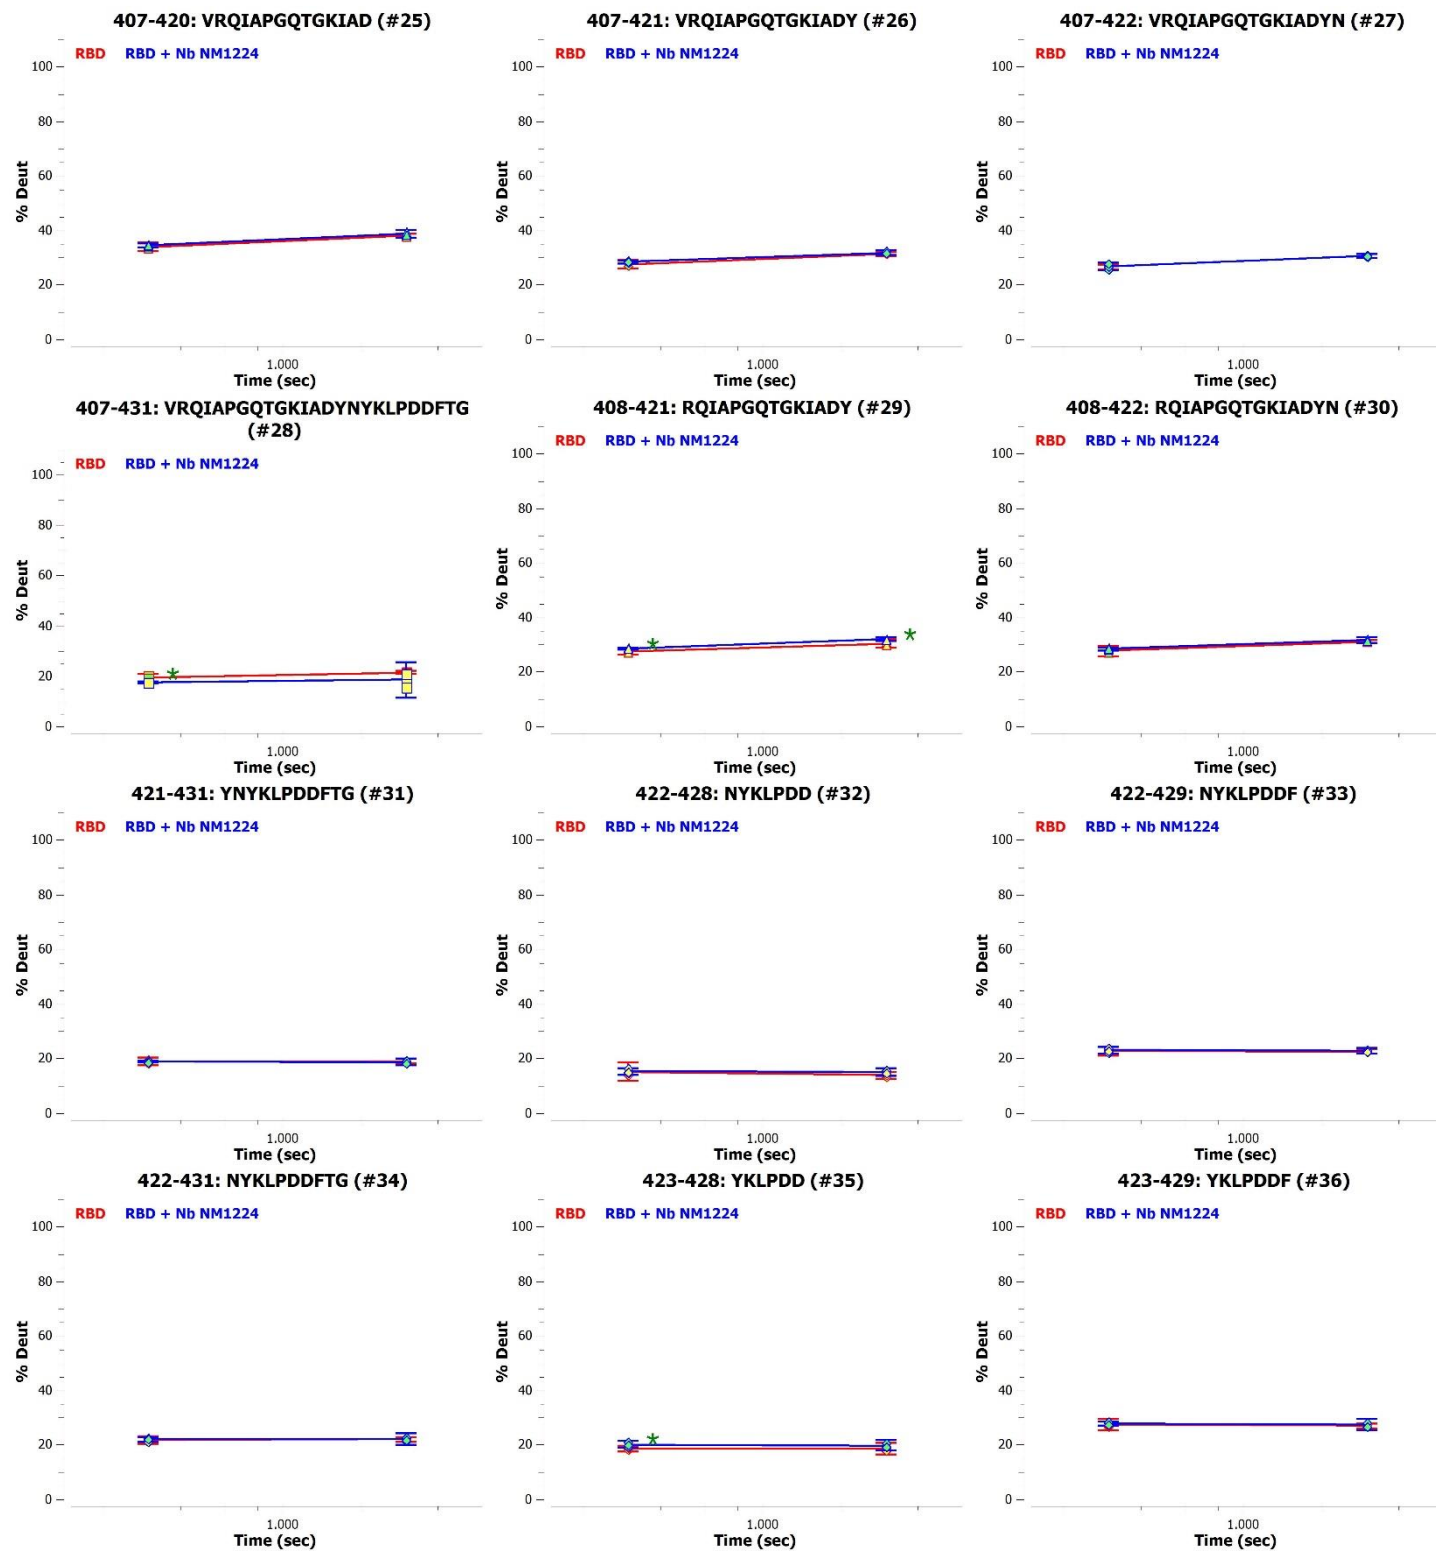 407-420: VRQIAPGQTGKIAD (#25)
RBD RBD + Nb NM1224
100
80
60
40
20
0
% Deut
1.000
Time (sec)
407-421: VRQIAPGQTGKIADY (#26)
RBD RBD + Nb NM1224
100
80
60
40
20
0
% Deut
1.000
Time (sec)
407-422: VRQIAPGQTGKIADYN (#27)
RBD RBD + Nb NM1224
100
80
60
40
20
0
% Deut
1.000
Time (sec)
407-431: VRQIAPGQTGKIADYNYKLPDDFTG
(#28)
RBD RBD + Nb NM1224
100
80
60
40
20
0
% Deut
1.000
Time (sec)
408-421: RQIAPGQTGKIADY (#29)
RBD RBD + Nb NM1224
100
80
60
40
20
0
% Deut
1.000
Time (sec)
408-422: RQIAPGQTGKIADYN (#30)
RBD RBD + Nb NM1224
100
80
60
40
20
0
% Deut
1.000
Time (sec)
421-431: YNYKLPDDFTG (#31)
RBD RBD + Nb NM1224
100
80
60
40
20
0
% Deut
1.000
Time (sec)
422-428: NYKLPDD (#32)
RBD RBD + Nb NM1224
100
80
60
40
20
0
% Deut
1.000
Time (sec)
422-429: NYKLPDDF (#33)
RBD RBD + Nb NM1224
100
80
60
40
20
0
% Deut
1.000
Time (sec)
422-431: NYKLPDDFTG (#34)
RBD RBD + Nb NM1224
100
80
60
40
20
0
% Deut
1.000
Time (sec)
423-428: YKLPDD (#35)
RBD RBD + Nb NM1224
100
80
60
40
20
0
% Deut
1.000
Time (sec)
423-429: YKLPDDF (#36)
RBD RBD + Nb NM1224
100
80
60
40
20
0
% Deut
1.000
Time (sec)